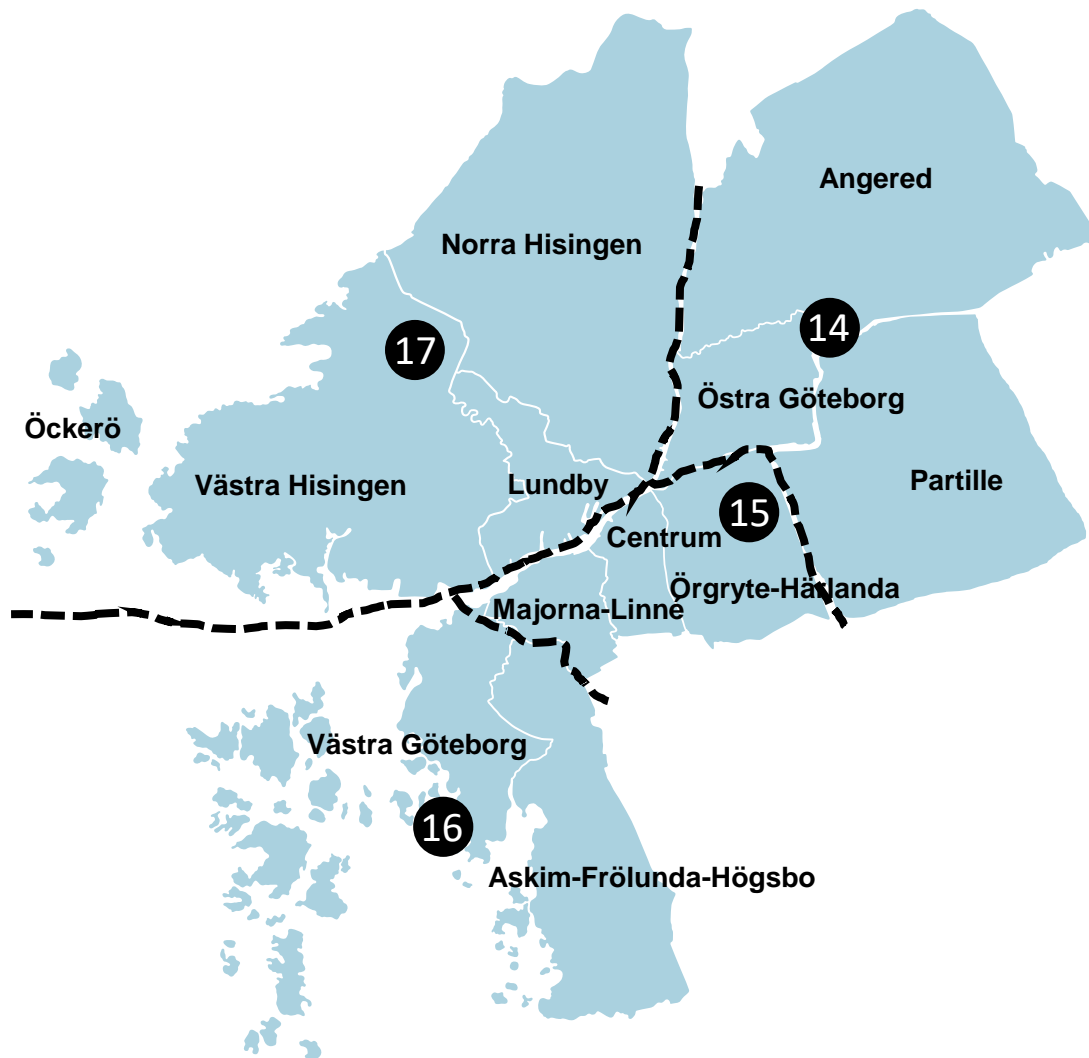 Angered
Norra Hisingen
14
17
Östra Göteborg
Öckerö
Västra Hisingen
Lundby
Partille
15
Centrum
Örgryte-Härlanda
Majorna-Linné
Västra Göteborg
16
Askim-Frölunda-Högsbo